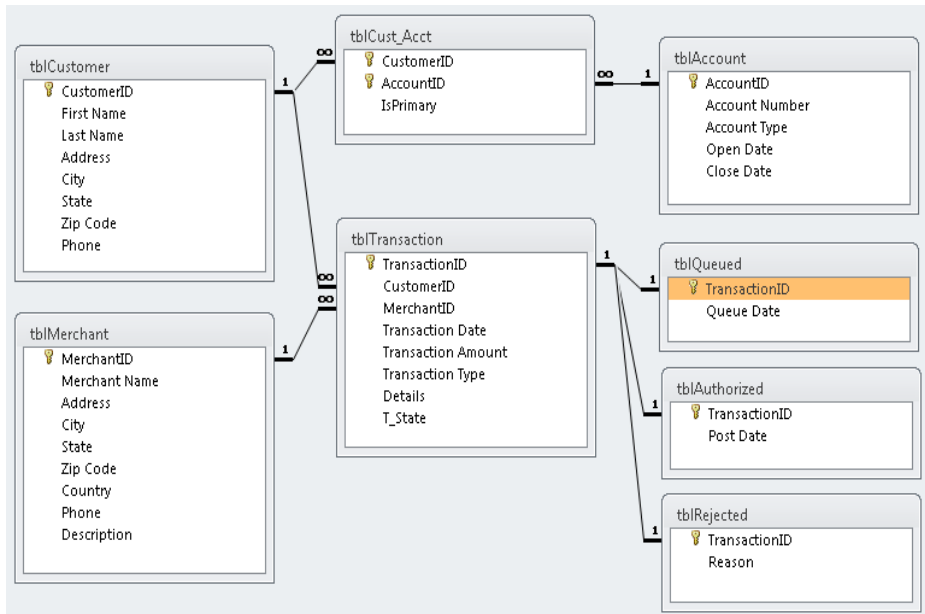 tblCustomer
CustomerID
First Name
Last Name
Address
City
State
Zip Code
Phone
1
∞
tblCust_Acct
CustomerID
AccountID
IsPrimary
∞
1
tblAccount
AccountID
Account Number
Account Type
Open Date
Close Date
tblMerchant
MerchantID
Merchant Name
Address
City
State
Zip Code
Country
Phone
Description
1
∞
∞
tblTransaction
TransactionID
CustomerID
MerchantID
Transaction Date
Transaction Amount
Transaction Type
Details
T_State
1
1
tblQueued
TransactionID
Queue Date
1
tblAuthorized
TransactionID
Post Date
1
tblRejected
TransactionID
Reason